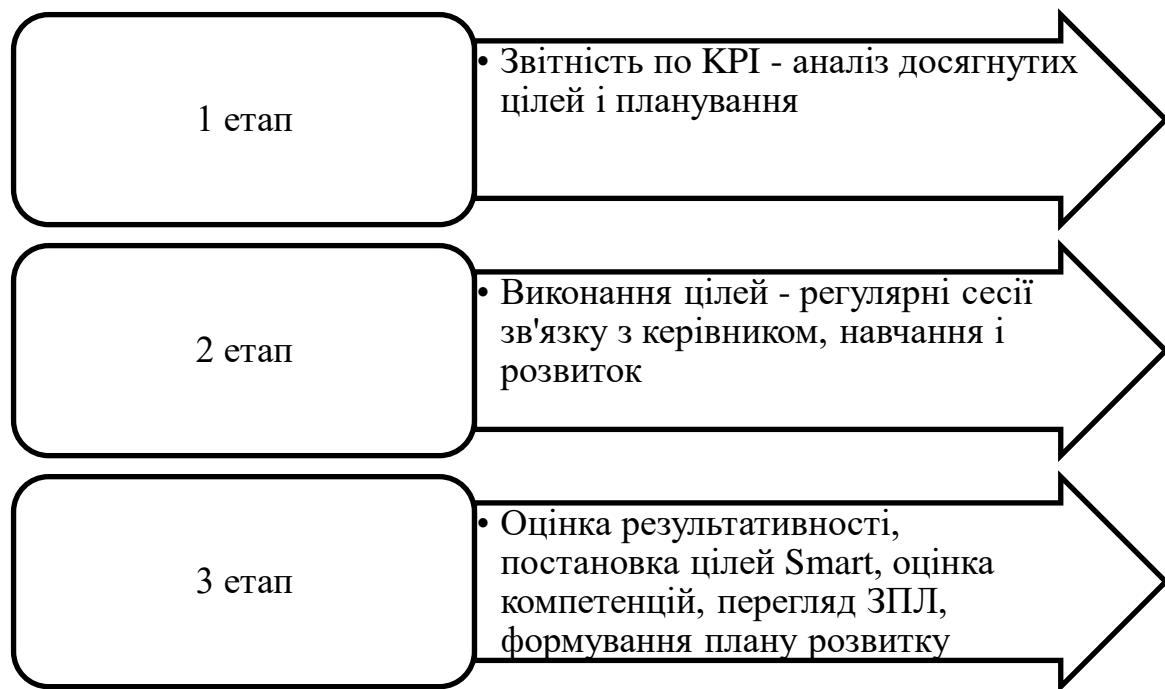 1 етап
• Звітність по KPI - аналіз досягнутих
цілей і планування
2 етап
• Виконання цілей - регулярні сесії
зв'язку з керівником, навчання і
розвиток
3 етап
• Оцінка результативності,
постановка цілей Smart, оцінка
компетенцій, перегляд ЗПЛ,
формування плану розвитку